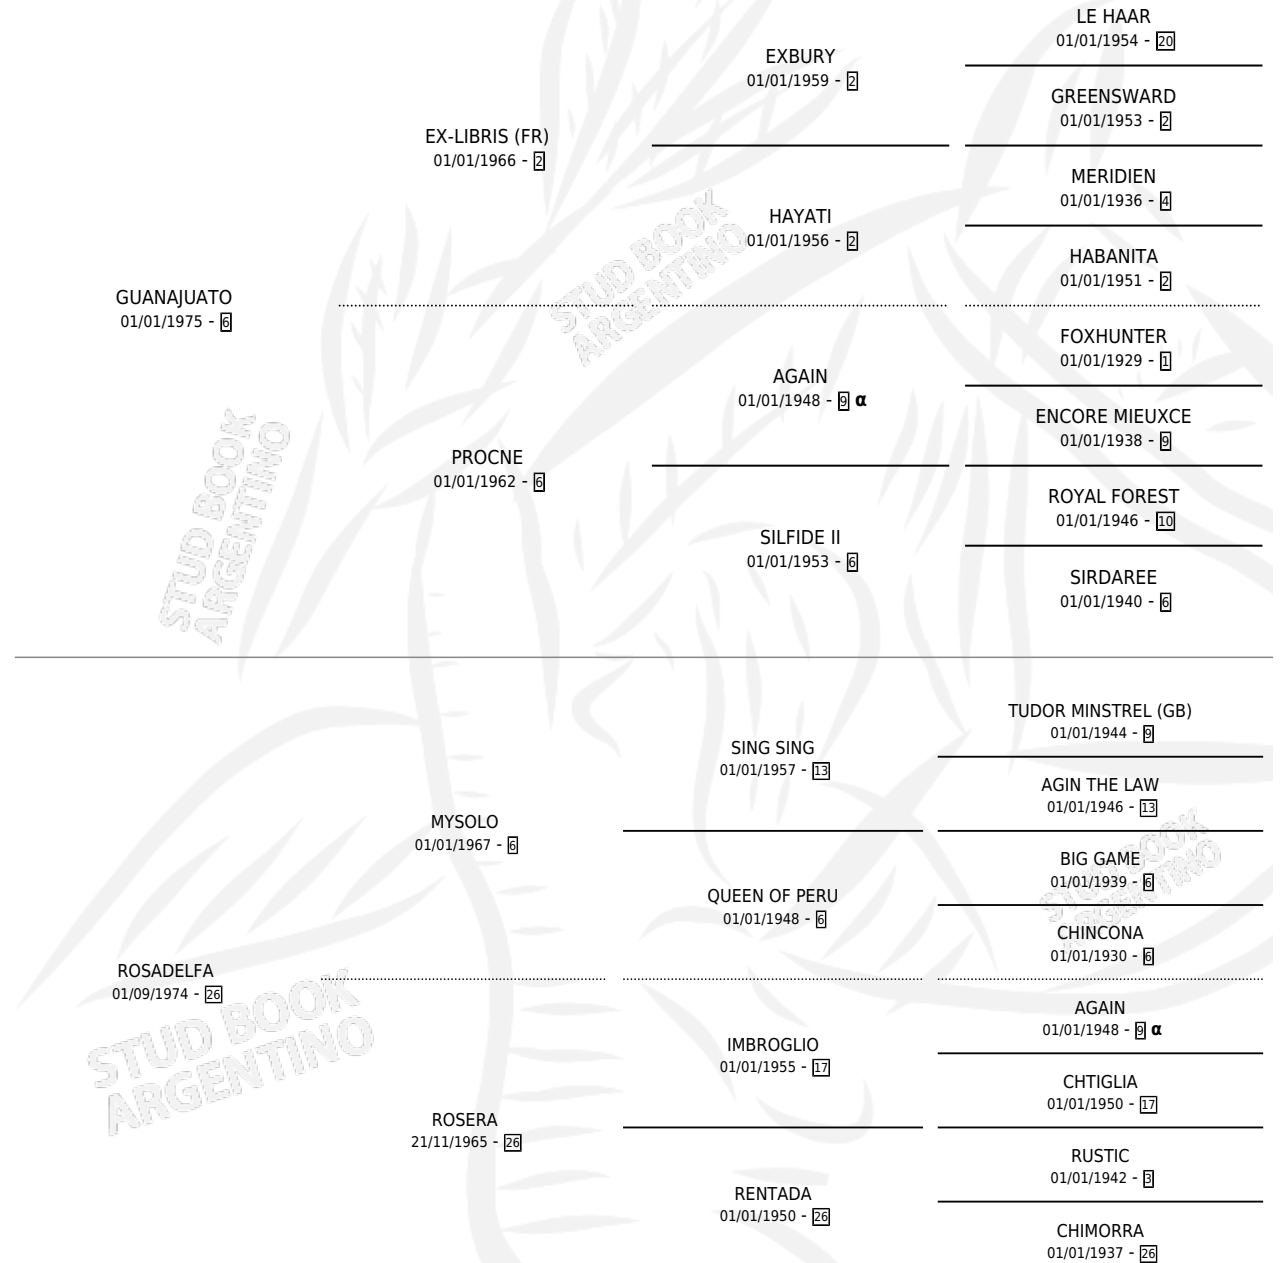 LE HAAR
01/01/1954 - 20
EXBURY
01/01/1959 - 2
GREENSWARD
01/01/1953 - 2
EX-LIBRIS (FR)
01/01/1966 - 2
MERIDIEN
01/01/1936 - 4
HAYATI
01/01/1956 - 2
HABANITA
01/01/1951 - 2
STUD BOOK
ARGENTINO
GUANAJUATO
01/01/1975 - 6
FOXHUNTER
01/01/1929 - 1
AGAIN
01/01/1948 - 9 α
ENCORE MIEUXCE
01/01/1938 - 9
PROCNE
01/01/1962 - 6
ROYAL FOREST
01/01/1946 - 10
SILFIDE II
01/01/1953 - 6
SIRDAREE
01/01/1940 - 6
STUD BOOK
ARGENTINO
TUDOR MINSTREL (GB)
01/01/1944 - 9
SING SING
01/01/1957 - 13
AGIN THE LAW
01/01/1946 - 13
MYSOLO
01/01/1967 - 6
BIG GAME
01/01/1939 - 6
QUEEN OF PERU
01/01/1948 - 6
CHINCONA
01/01/1930 - 6
STUD BOOK
ARGENTINO
ROSADELFA
01/09/1974 - 26
AGAIN
01/01/1948 - 9 α
IMBROGLIO
01/01/1955 - 17
CHTIGLIA
01/01/1950 - 17
STUD BOOK
ARGENTINO
ROSERA
21/11/1965 - 26
RUSTIC
01/01/1942 - 3
RENTADA
01/01/1950 - 26
CHIMORRA
01/01/1937 - 26